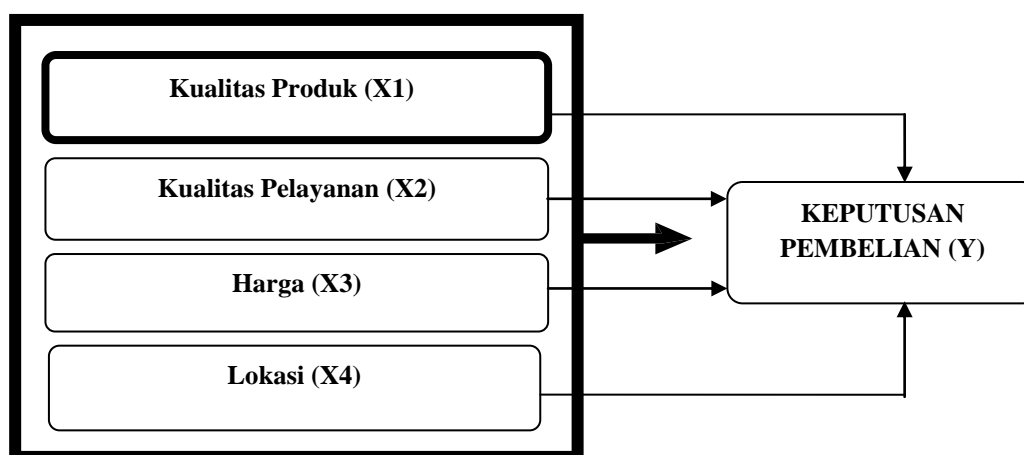 Kualitas Produk (X1)
Kualitas Pelayanan (X2)
Harga (X3)
Lokasi (X4)
KEPUTUSAN
PEMBELIAN (Y)